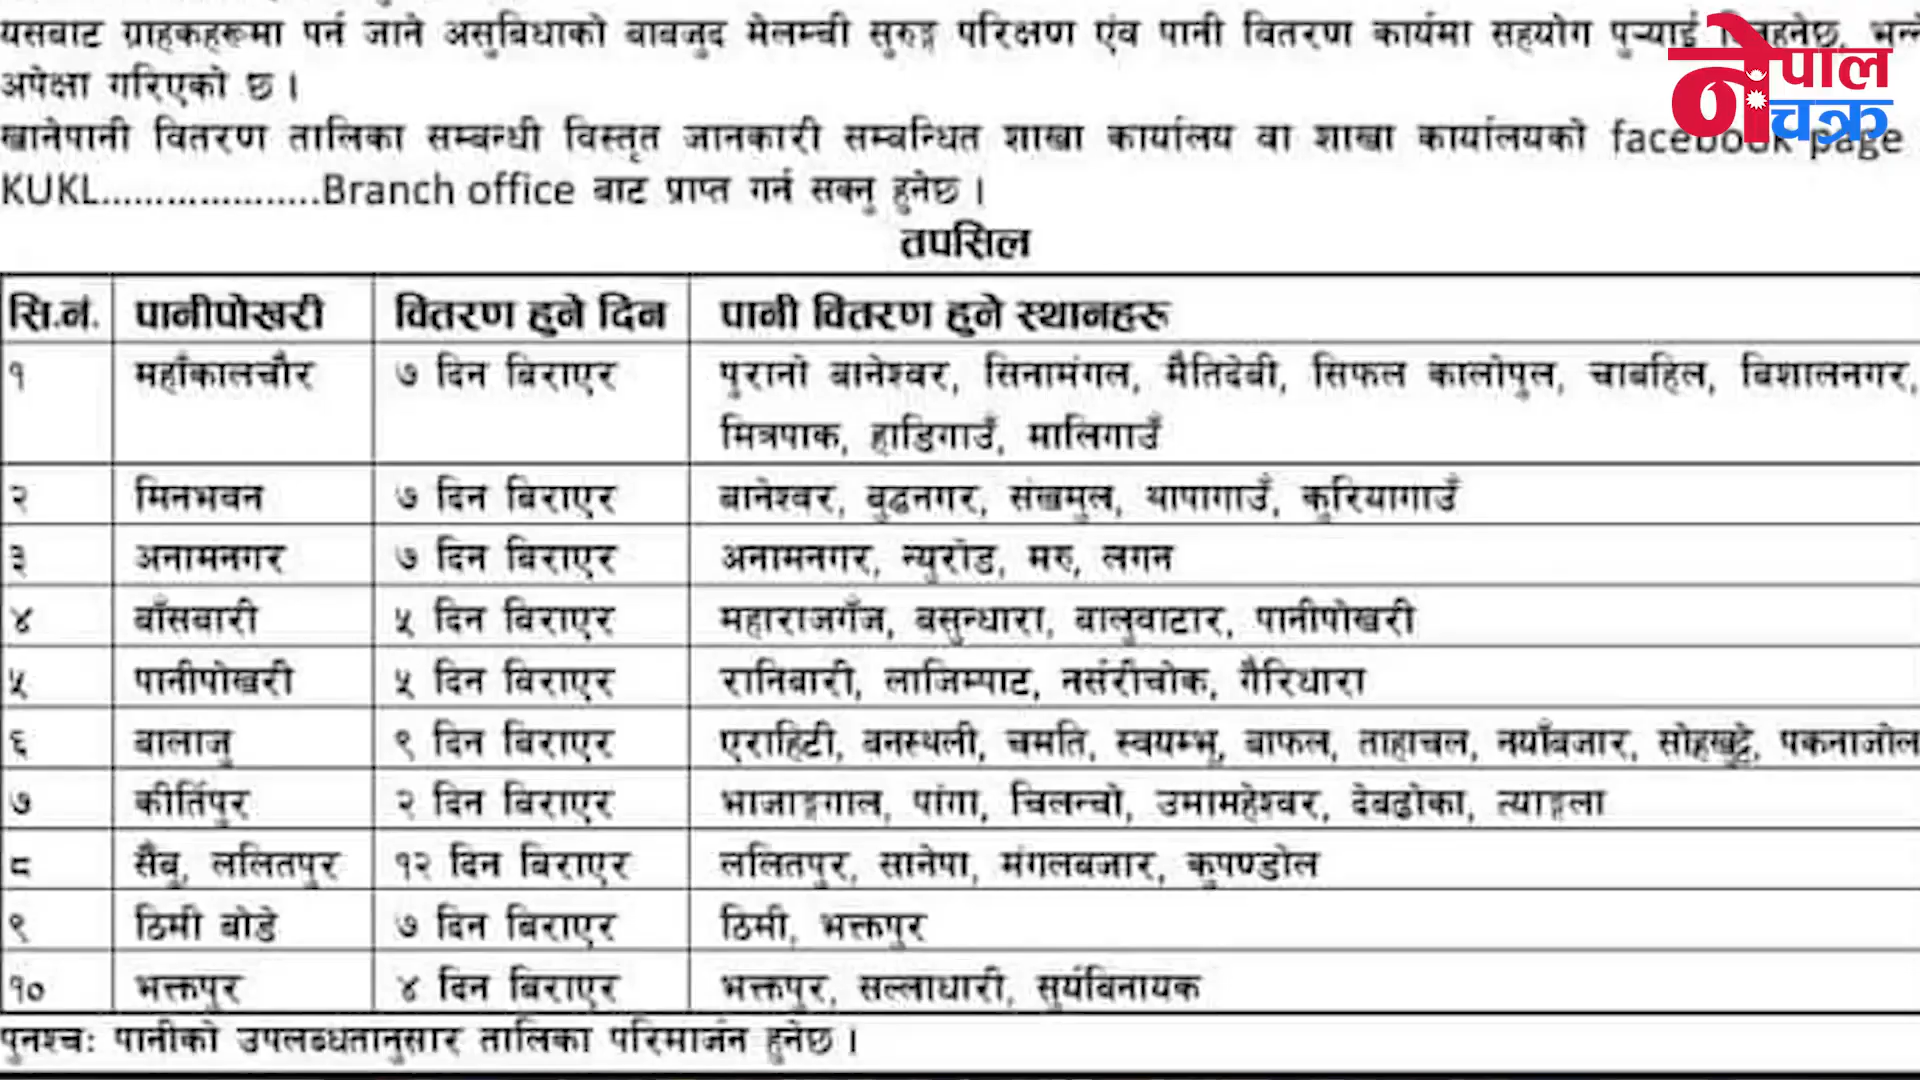 यसबाट ग्राहकहरूमा पर्न जाने असुबिधाको बाबजुद मेलम्ची सुरुङ्ग परिक्षण एंव पानी वितरण कार्यमा सहयोग पुऱ्याई
अपेक्षा गरिएको छ ।
खानेपानी वितरण तालिका सम्बन्धी विस्तृत जानकारी सम्बन्धित शाखा कार्यालय वा शाखा कार्यालयको facebook page
KUKL...................Branch office बाट प्राप्त गर्न सक्नु हुनेछ ।
नेपाल
चक्र
तपसिल
सि.नं. पानीपोखरी वितरण हुने दिन पानी वितरण हुने स्थानहरू
१ महाँकालचौर ७ दिन बिराएर पुरानो बानेश्वर, सिनामंगल, मैतिदेबी, सिफल कालोपुल, चाबहिल, बिशालनगर,
मित्रपाक, हाडिगाउँ, मालिगाउँ
२ मिनभवन ७ दिन बिराएर बानेश्वर, बुद्धनगर, संखमुल, थापागाउँ, कुरियागाउँ
३ अनामनगर ७ दिन बिराएर अनामनगर, न्युरोड, मरु, लगन
४ बाँसबारी ५ दिन बिराएर महाराजगँज, बसुन्धारा, बालुवाटार, पानीपोखरी
५ पानीपोखरी ५ दिन बिराएर रानिबारी, लाजिम्पाट, नर्सरीचोक, गैरिधारा
६ बालाजु ९ दिन बिराएर एराहिटी, बनस्थली, चमति, स्वयम्भू, बाफल, ताहाचल, नयाँबजार, सोह्रखुट्टे, पकनाजोल
७ कीर्तिपुर २ दिन बिराएर भाजाङ्गगाल, पांगा, चिलन्चो, उमामहेश्वर, देबढोका, त्याङ्गला
८ सैबु, ललितपुर १२ दिन बिराएर ललितपुर, सानेपा, मंगलबजार, कुपण्डोल
९ ठिमी बोडे ७ दिन बिराएर ठिमी, भक्तपुर
१० भक्तपुर ४ दिन बिराएर भक्तपुर, सल्लाधारी, सुर्यबिनायक
पुनश्चः पानीको उपलब्धतानुसार तालिका परिमार्जन हुनेछ ।